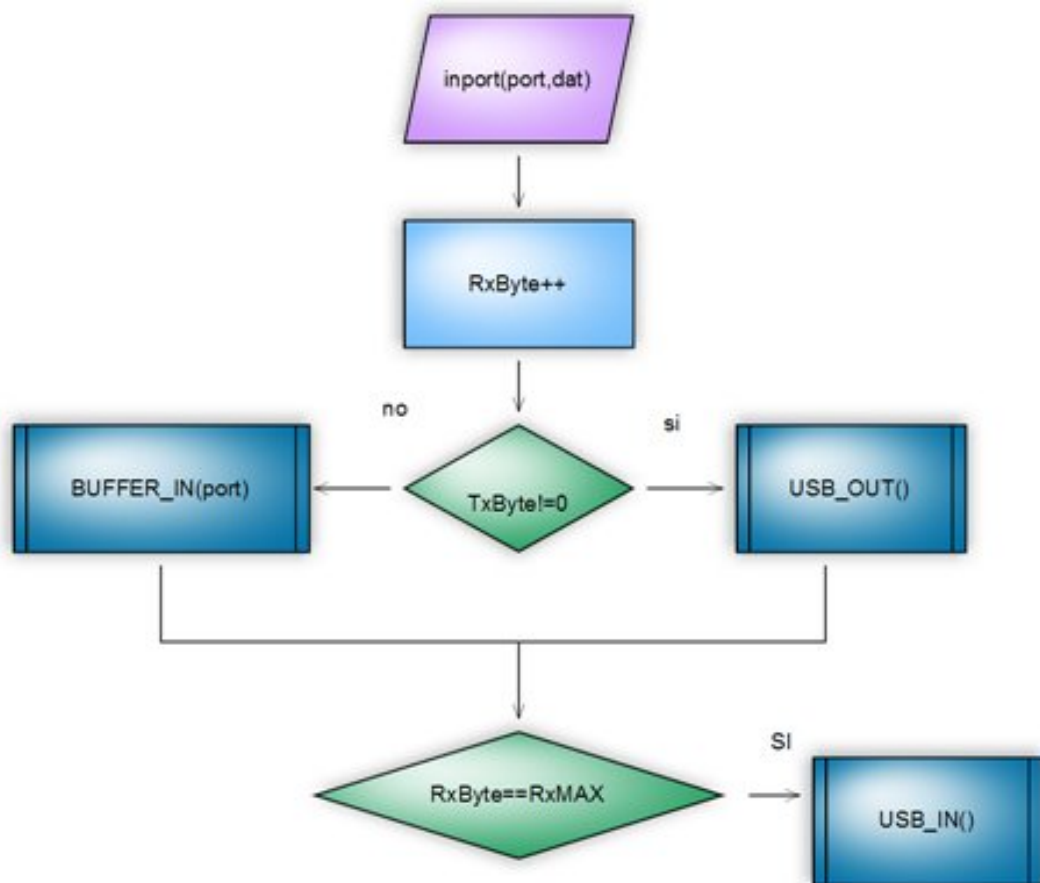 inport(port,dat)
RxByte++
no
si
BUFFER_IN(port)
TxByte!=0
USB_OUT()
SI
RxByte==RxMAX
USB_IN()